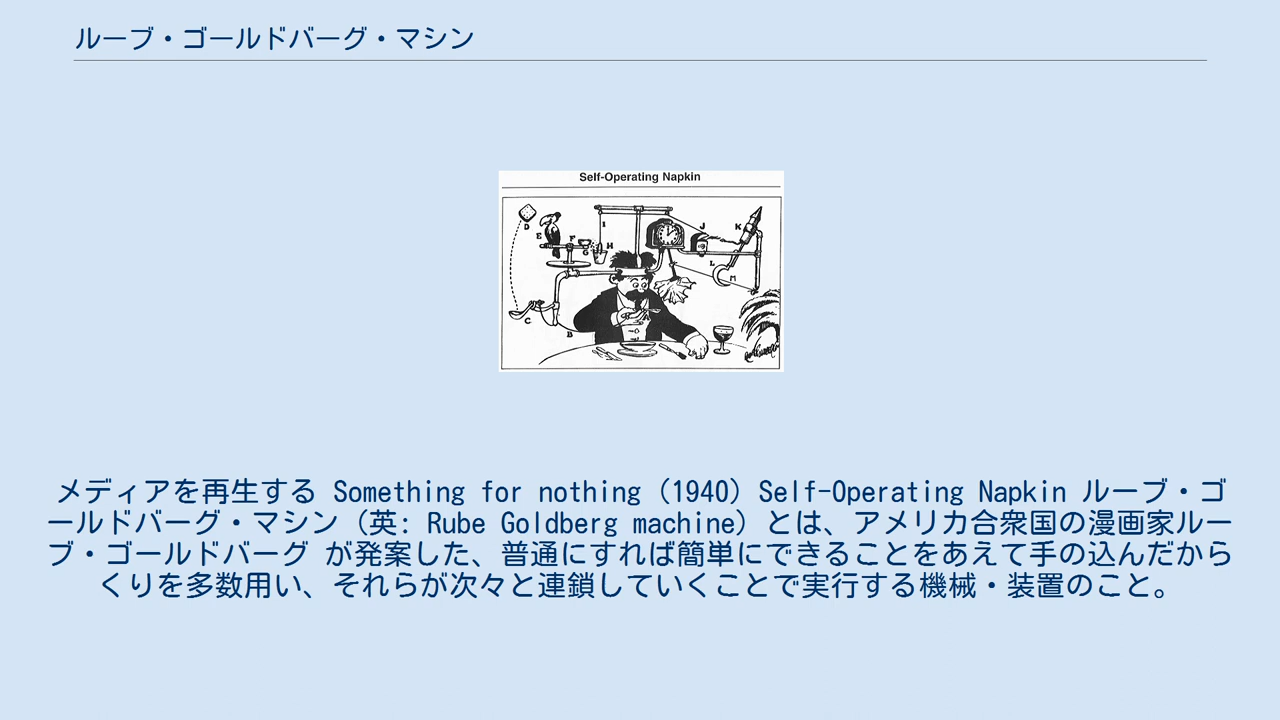 ルーブ・ゴールドバーグ・マシン
Self-Operating Napkin
D
E
F
G
H
I
J
K
L
M
C
B
メディアを再生する Something for nothing (1940) Self-Operating Napkin ルーブ・ゴ
ールドバーグ・マシン（英: Rube Goldberg machine）とは、アメリカ合衆国の漫画家ルー
ブ・ゴールドバーグ が発案した、普通にすれば簡単にできることをあえて手の込んだから
くりを多数用い、それらが次々と連鎖していくことで実行する機械・装置のこと。